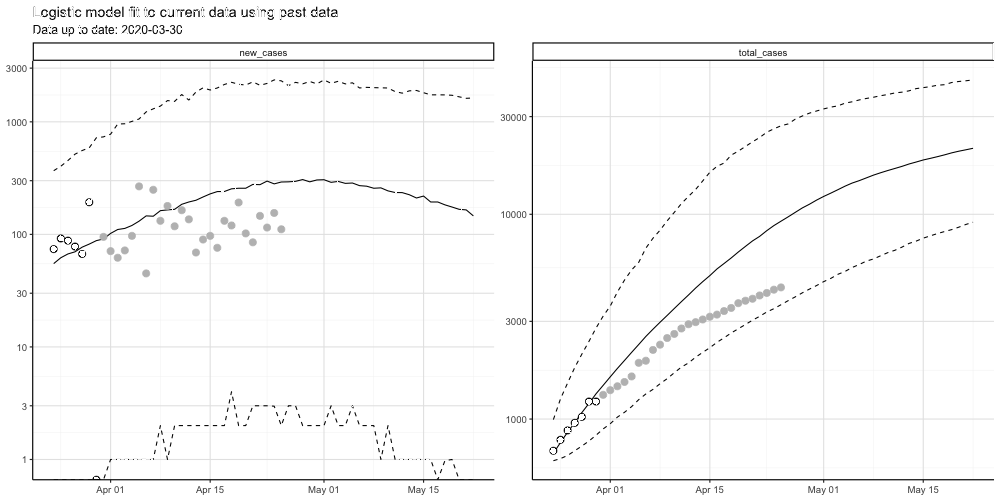 Logistic model fit to current data using past data
Data up to date: 2020-03-30
new_cases
total_cases
3000
1000
300
100
30
10
3
1
30000
10000
3000
1000
Apr 01
Apr 15
May 01
May 15
Apr 01
Apr 15
May 01
May 15